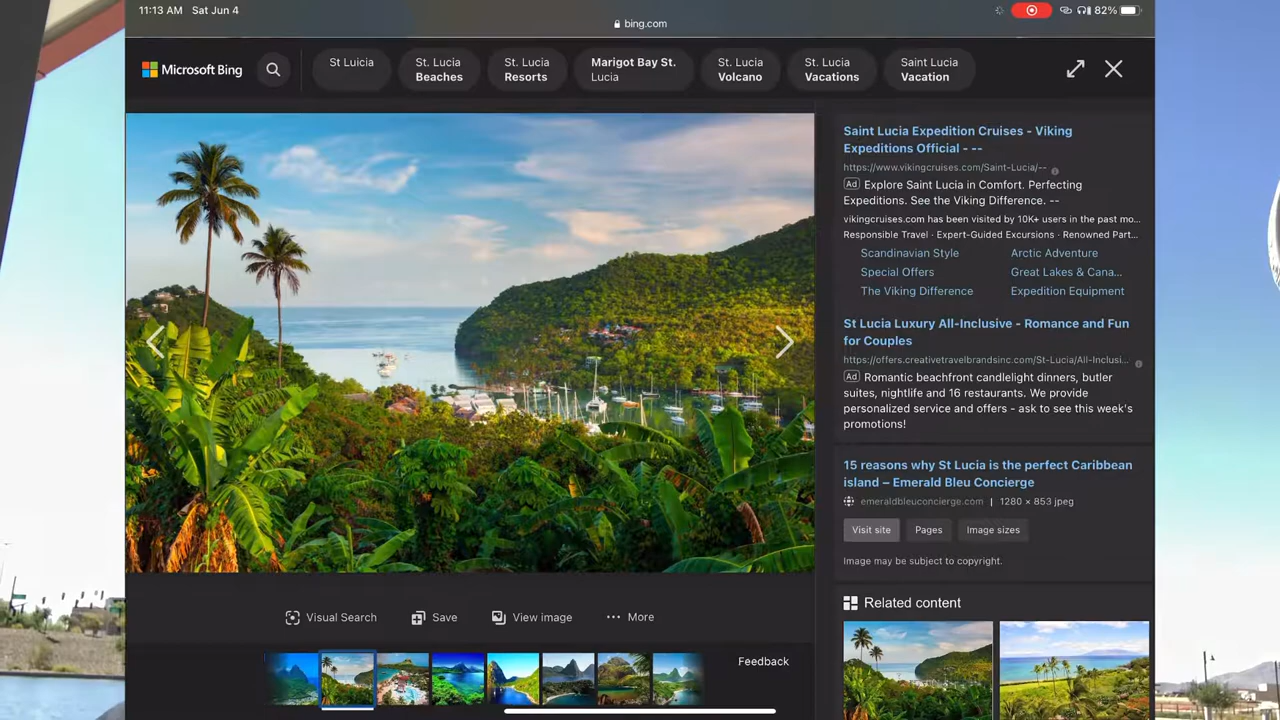 11:13 AM Sat Jun 4
82%
bing.com
Microsoft Bing
St Lucia
St. Lucia
Beaches
St. Lucia
Resorts
Marigot Bay St.
Lucia
St. Lucia
Volcano
St. Lucia
Vacations
Saint Lucia
Vacation
Saint Lucia Expedition Cruises - Viking
Expeditions Official - --
https://www.vikingcruises.com/Saint-Lucia/--
Ad Explore Saint Lucia in Comfort. Perfecting
Expeditions. See the Viking Difference. --
vikingcruises.com has been visited by 10K+ users in the past mo...
Responsible Travel · Expert-Guided Excursions · Renowned Part...
Scandinavian Style
Arctic Adventure
Special Offers
Great Lakes & Cana...
The Viking Difference
Expedition Equipment
St Lucia Luxury All-Inclusive - Romance and Fun
for Couples
https://offers.creativetravelbrandsinc.com/St-Lucia/All-Inclusi...
Ad Romantic beachfront candlelight dinners, butler
suites, nightlife and 16 restaurants. We provide
personalized service and offers - ask to see this week's
promotions!
15 reasons why St Lucia is the perfect Caribbean
island – Emerald Bleu Concierge
emeraldbleuconcierge.com | 1280 × 853 jpeg
Visit site
Pages
Image sizes
Image may be subject to copyright.
Related content
Visual Search
Save
View image
More
Feedback